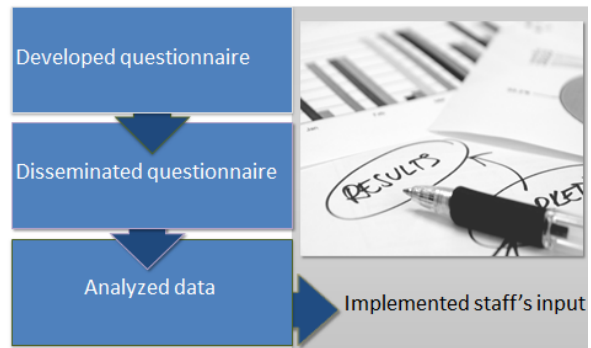 Developed questionnaire
Disseminated questionnaire
Analyzed data
Implemented staff's input
RESULTS